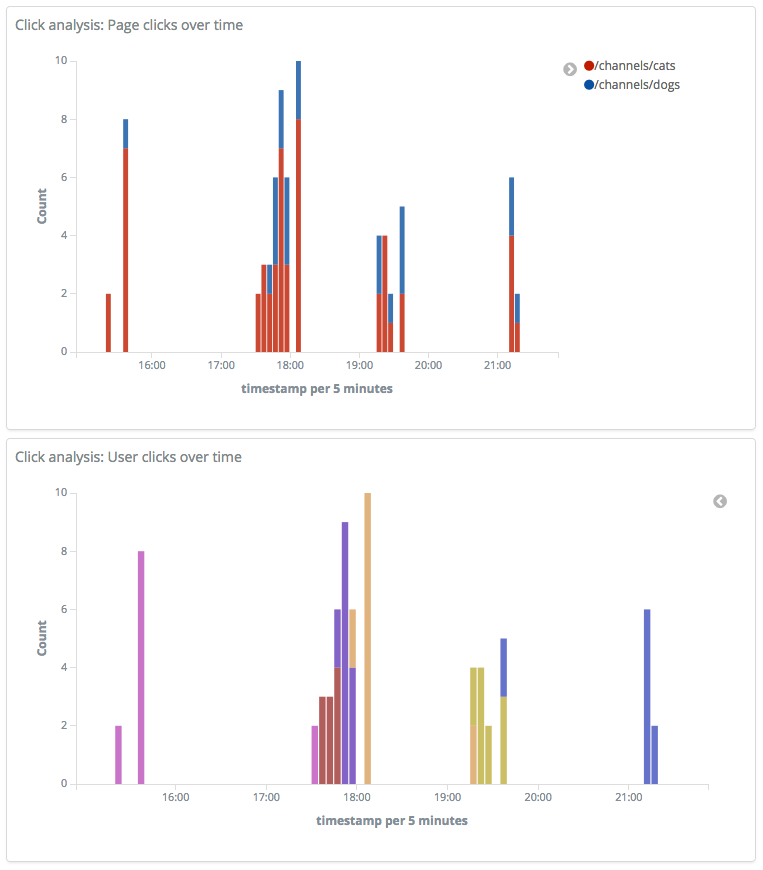 Click analysis: Page clicks over time
10
8
6
4
2
0
Count
16:00 17:00 18:00 19:00 20:00 21:00
timestamp per 5 minutes
/channels/cats
/channels/dogs
Click analysis: User clicks over time
10
8
6
4
2
0
Count
16:00 17:00 18:00 19:00 20:00 21:00
timestamp per 5 minutes